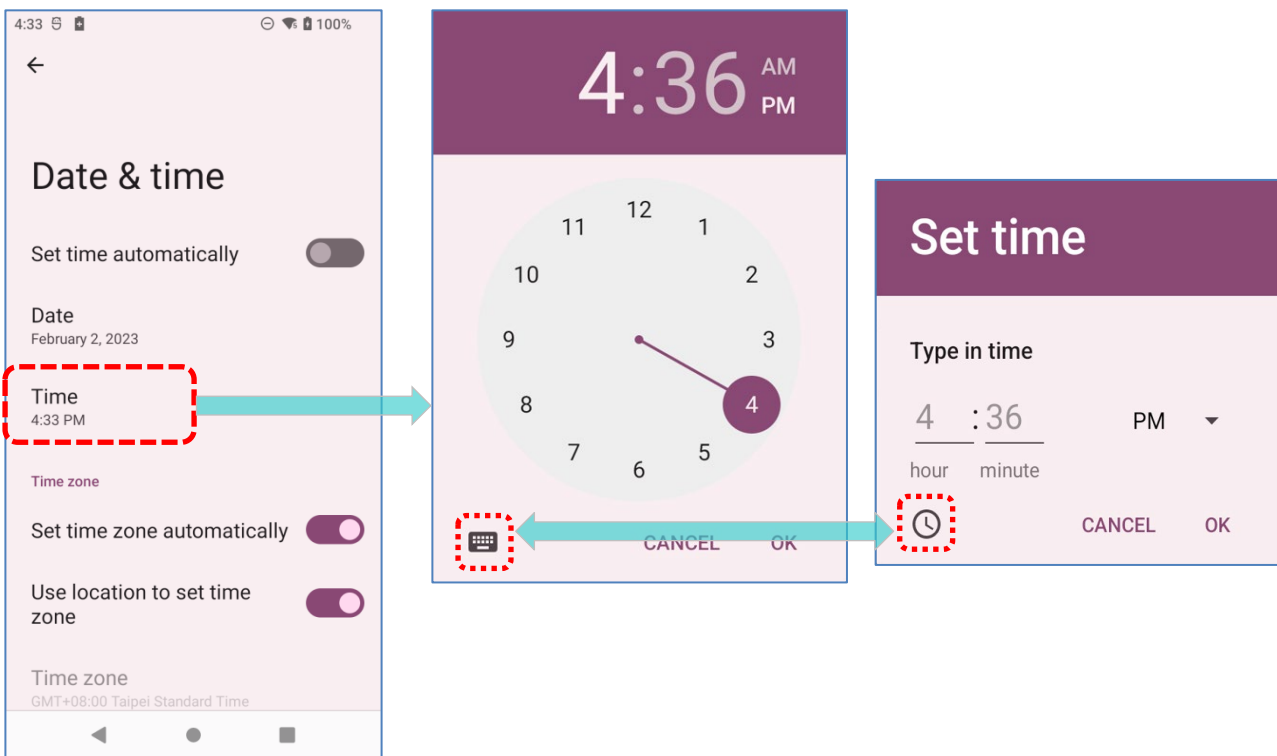 4:33 100%
Date & time
Set time automatically
Date
February 2, 2023
Time
4:33 PM
Time zone
Set time zone automatically
Use location to set time
zone
Time zone
GMT+08:00 Taipei Standard Time
4:36 AM
PM
12
11 1
10 2
9 3
8 4
7 5
6
CANCEL OK
Set time
Type in time
4 : 36 PM
hour minute
CANCEL OK